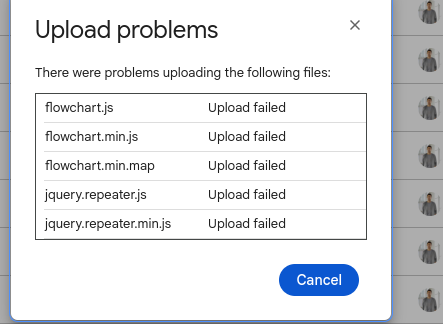 Upload problems
There were problems uploading the following files:
flowchart.js Upload failed
flowchart.min.js Upload failed
flowchart.min.map Upload failed
jquery.repeater.js Upload failed
jquery.repeater.min.js Upload failed
Cancel